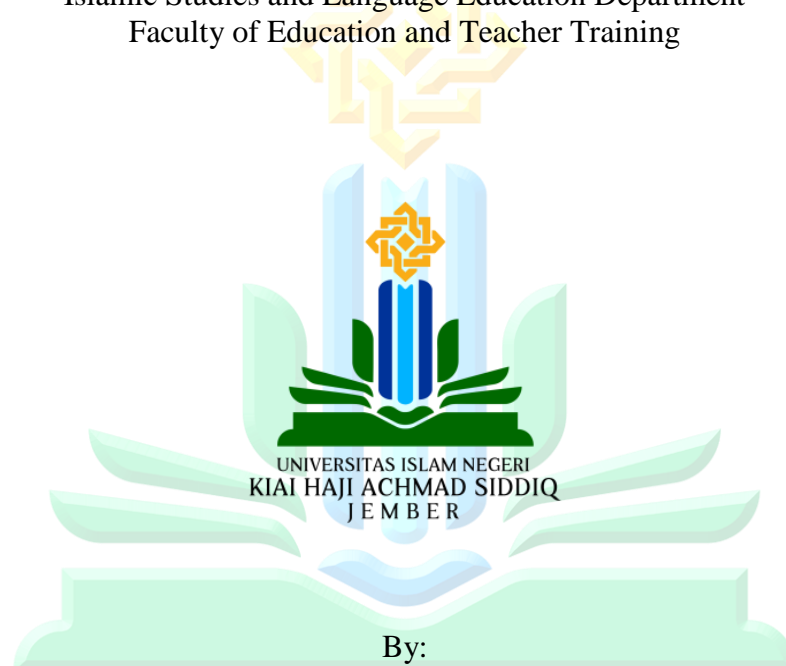 Islamic Studies and Language Education Department
Faculty of Education and Teacher Training
UNIVERSITAS ISLAM NEGERI
KIAI HAJI ACHMAD SIDDIQ
JEMBER
By: